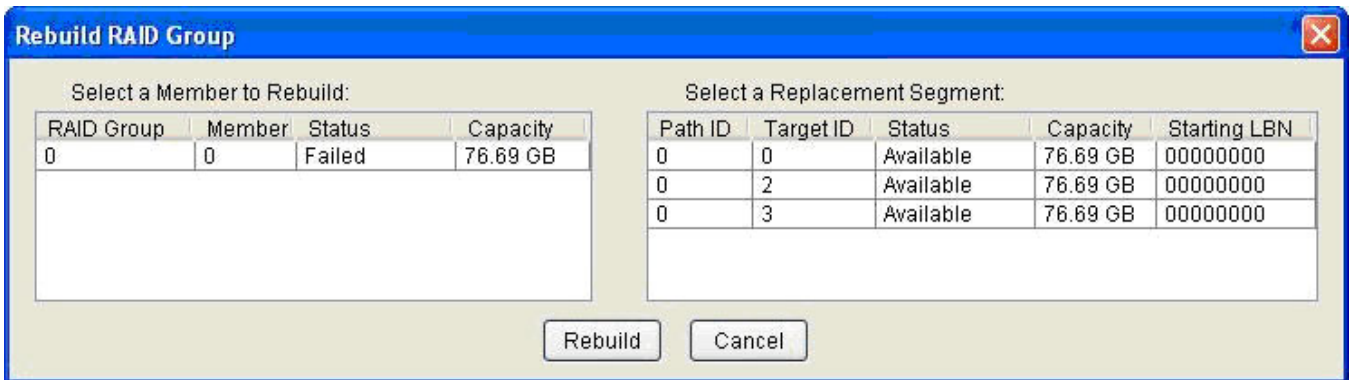 Rebuild RAID Group
Select a Member to Rebuild:
RAID Group Member Status Capacity
0 0 Failed 76.69 GB
Select a Replacement Segment:
Path ID Target ID Status Capacity Starting LBN
0 0 Available 76.69 GB 00000000
0 2 Available 76.69 GB 00000000
0 3 Available 76.69 GB 00000000
Rebuild Cancel